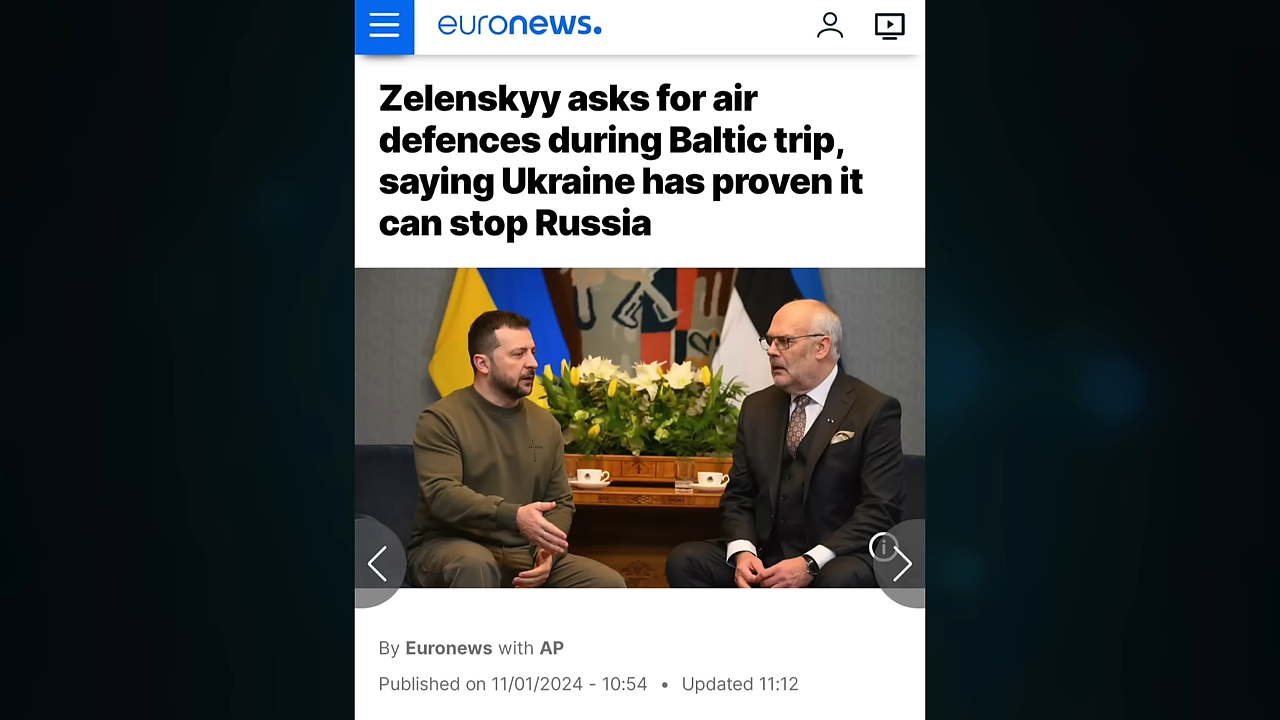 euronews.
Zelenskyy asks for air
defences during Baltic trip,
saying Ukraine has proven it
can stop Russia
By Euronews with AP
Published on 11/01/2024 - 10:54 • Updated 11:12